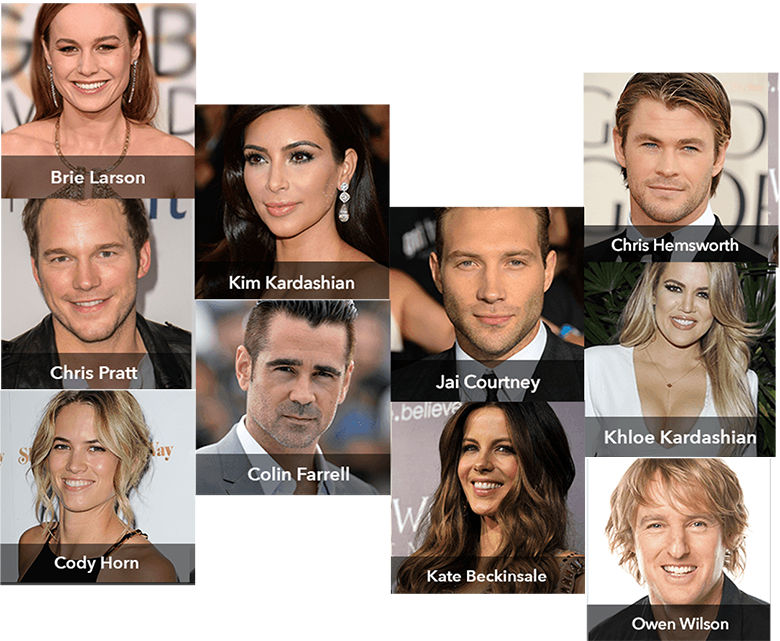 Brie Larson
Chris Pratt
Cody Horn
Kim Kardashian
Colin Farrell
.believe
Jai Courtney
Kate Beckinsale
Chris Hemsworth
Khloe Kardashian
Owen Wilson